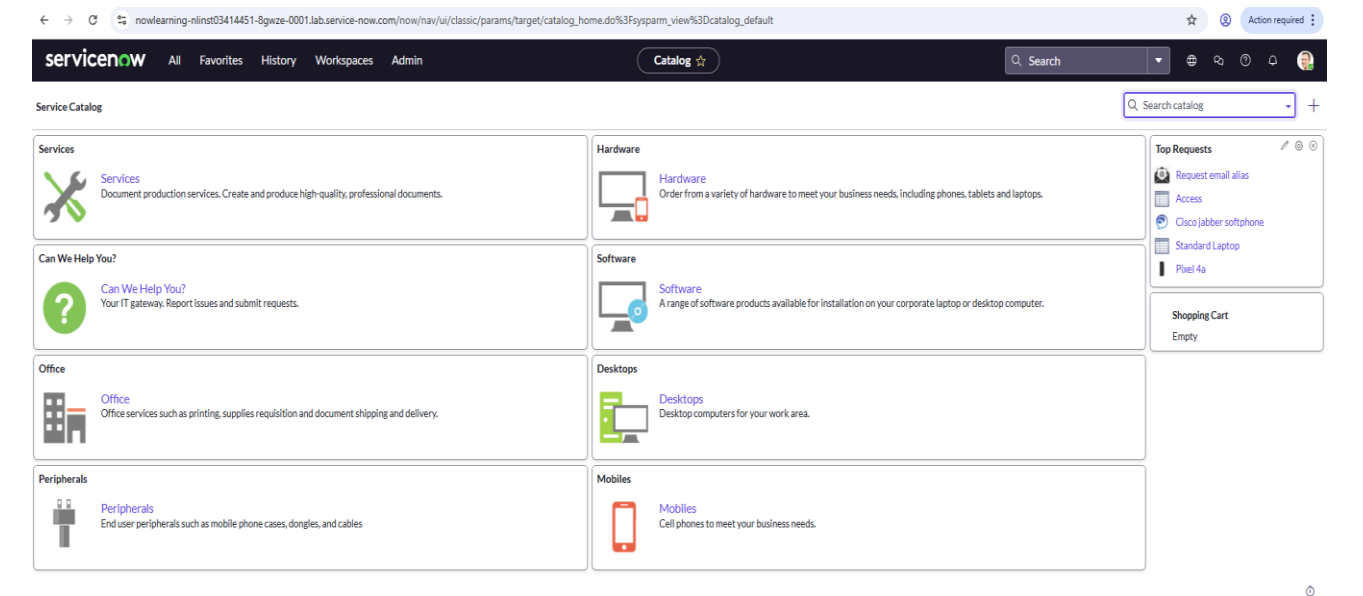 nowlearning-nlinst03414451-8gwze-0001.lab.service-now.com/now/nav/ui/classic/params/target/catalog_home.do%3Fsysparm_view%3Dcatalog_default
Action required
servicenow All Favorites History Workspaces Admin Catalog Search
Service Catalog Search catalog
Services
Services
Document production services. Create and produce high-quality, professional documents.
Hardware
Hardware
Order from a variety of hardware to meet your business needs, including phones, tablets and laptops.
Top Requests
Request email alias
Access
Cisco jabber softphone
Standard Laptop
Pixel 4a
Can We Help You?
Can We Help You?
Your IT gateway. Report issues and submit requests.
Software
Software
A range of software products available for installation on your corporate laptop or desktop computer.
Shopping Cart
Empty
Office
Office
Office services such as printing, supplies requisition and document shipping and delivery.
Desktops
Desktops
Desktop computers for your work area.
Peripherals
Peripherals
End user peripherals such as mobile phone cases, dongles, and cables
Mobiles
Mobiles
Cell phones to meet your business needs.